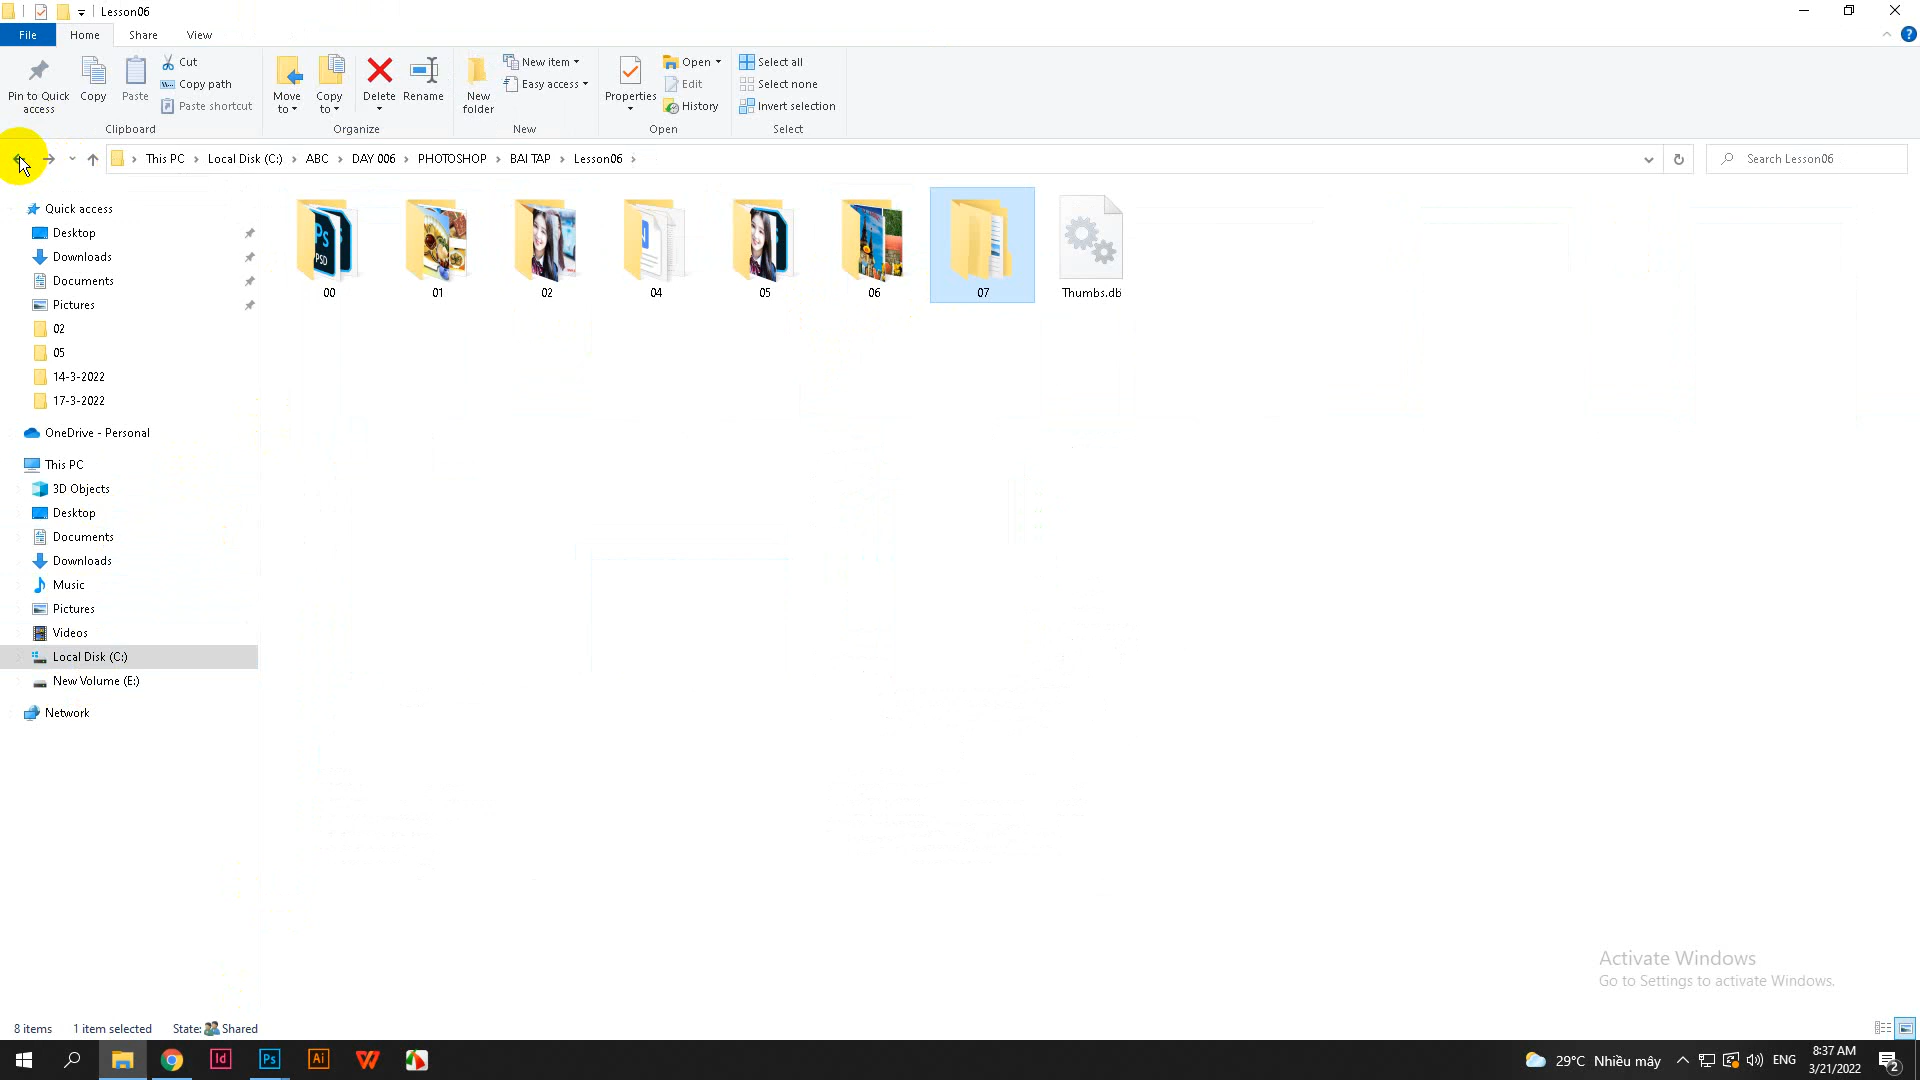 Lesson06
File Home Share View
Pin to Quick access
Copy
Paste
Cut
Copy path
Paste shortcut
Move to
Copy to
Delete
Rename
New folder
New item
Easy access
Properties
Open
Edit
History
Select all
Select none
Invert selection
Clipboard Organize New Open Select
This PC Local Disk (C:) ABC DAY 006 PHOTOSHOP BAI TAP Lesson06
Search Lesson06
Quick access
Desktop
Downloads
Documents
Pictures
02
05
14-3-2022
17-3-2022
OneDrive - Personal
This PC
3D Objects
Desktop
Documents
Downloads
Music
Pictures
Videos
Local Disk (C:)
New Volume (E:)
Network
Ps
PSD
00 01 02 04 05 06 07 Thumbs.db
Activate Windows
Go to Settings to activate Windows.
8 items 1 item selected State: Shared
Id Ps Ai
29°C Nhiều mây ENG
8:37 AM
3/21/2022
2